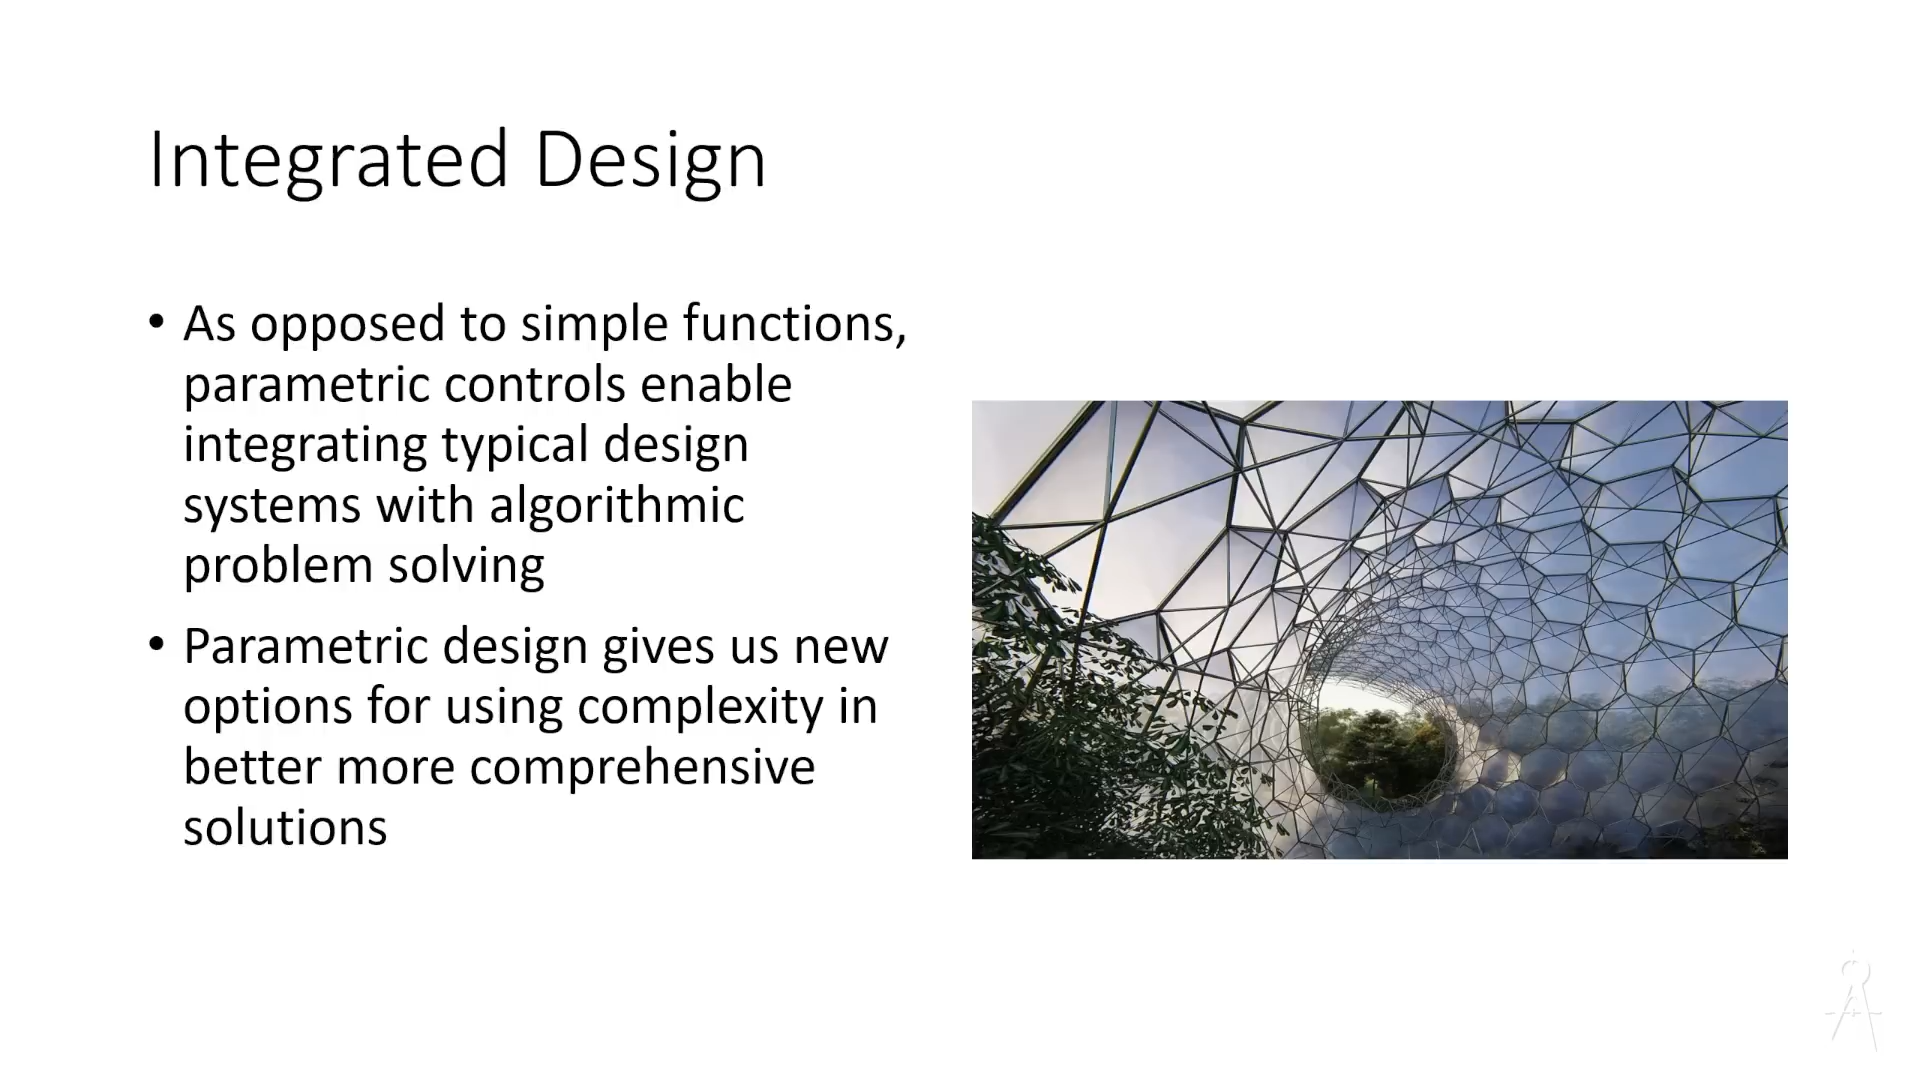 Integrated Design
• As opposed to simple functions,
parametric controls enable
integrating typical design
systems with algorithmic
problem solving
• Parametric design gives us new
options for using complexity in
better more comprehensive
solutions